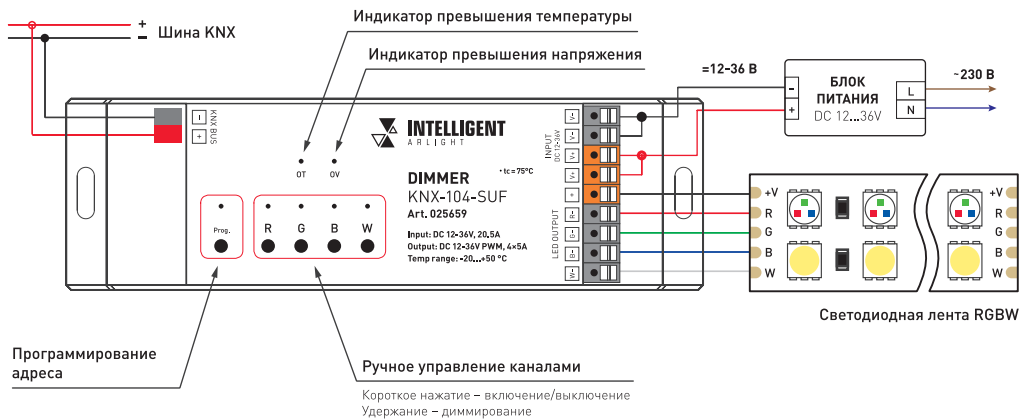 Индикатор превышения температуры
+
Шина KNX
–
Индикатор превышения напряжения
=12-36 В
БЛОК
ПИТАНИЯ
DC 12...36V
–
+
L
N
~230 В
–
+
KNX BUS
INTELLIGENT
ARLIGHT
OT
OV
• tc = 75°C
DIMMER
KNX-104-SUF
Art. 025659
Input: DC 12-36V, 20.5A
Output: DC 12-36V PWM, 4×5A
Temp range: -20...+50 °C
Prog.
R
G
B
W
INPUT
DC 12-36V
V-
V-
V+
V+
+
LED OUTPUT
R-
G-
B-
W-
+V
R
G
B
W
+V
R
G
B
W
Светодиодная лента RGBW
Программирование
адреса
Ручное управление каналами
Короткое нажатие – включение/выключение
Удержание – диммирование